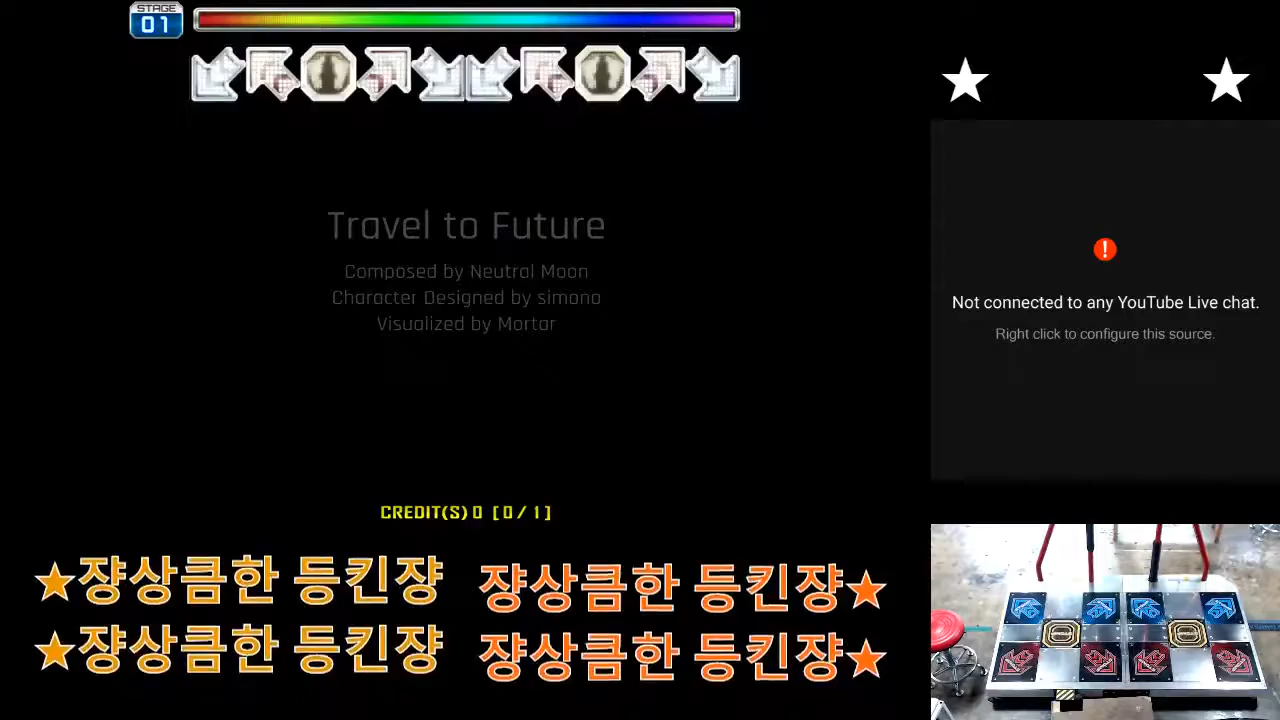 STAGE
01
Travel to Future
Composed by Neutral Moon
Character Designed by simono
Visualized by Mortar
Not connected to any YouTube Live chat.
Right click to configure this source.
CREDIT(S) 0 [ 0 / 1 ]
★쟝상큼한 등킨쟝 쟝상큼한 등킨쟝★
★쟝상큼한 등킨쟝 쟝상큼한 등킨쟝★